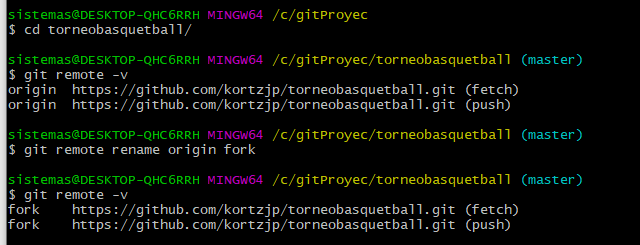 sistemas@DESKTOP-QHC6RRH MINGW64 /c/gitProyec
$ cd torneobasquetball/
sistemas@DESKTOP-QHC6RRH MINGW64 /c/gitProyec/torneobasquetball (master)
$ git remote -v
origin  https://github.com/kortzjp/torneobasquetball.git (fetch)
origin  https://github.com/kortzjp/torneobasquetball.git (push)
sistemas@DESKTOP-QHC6RRH MINGW64 /c/gitProyec/torneobasquetball (master)
$ git remote rename origin fork
sistemas@DESKTOP-QHC6RRH MINGW64 /c/gitProyec/torneobasquetball (master)
$ git remote -v
fork    https://github.com/kortzjp/torneobasquetball.git (fetch)
fork    https://github.com/kortzjp/torneobasquetball.git (push)